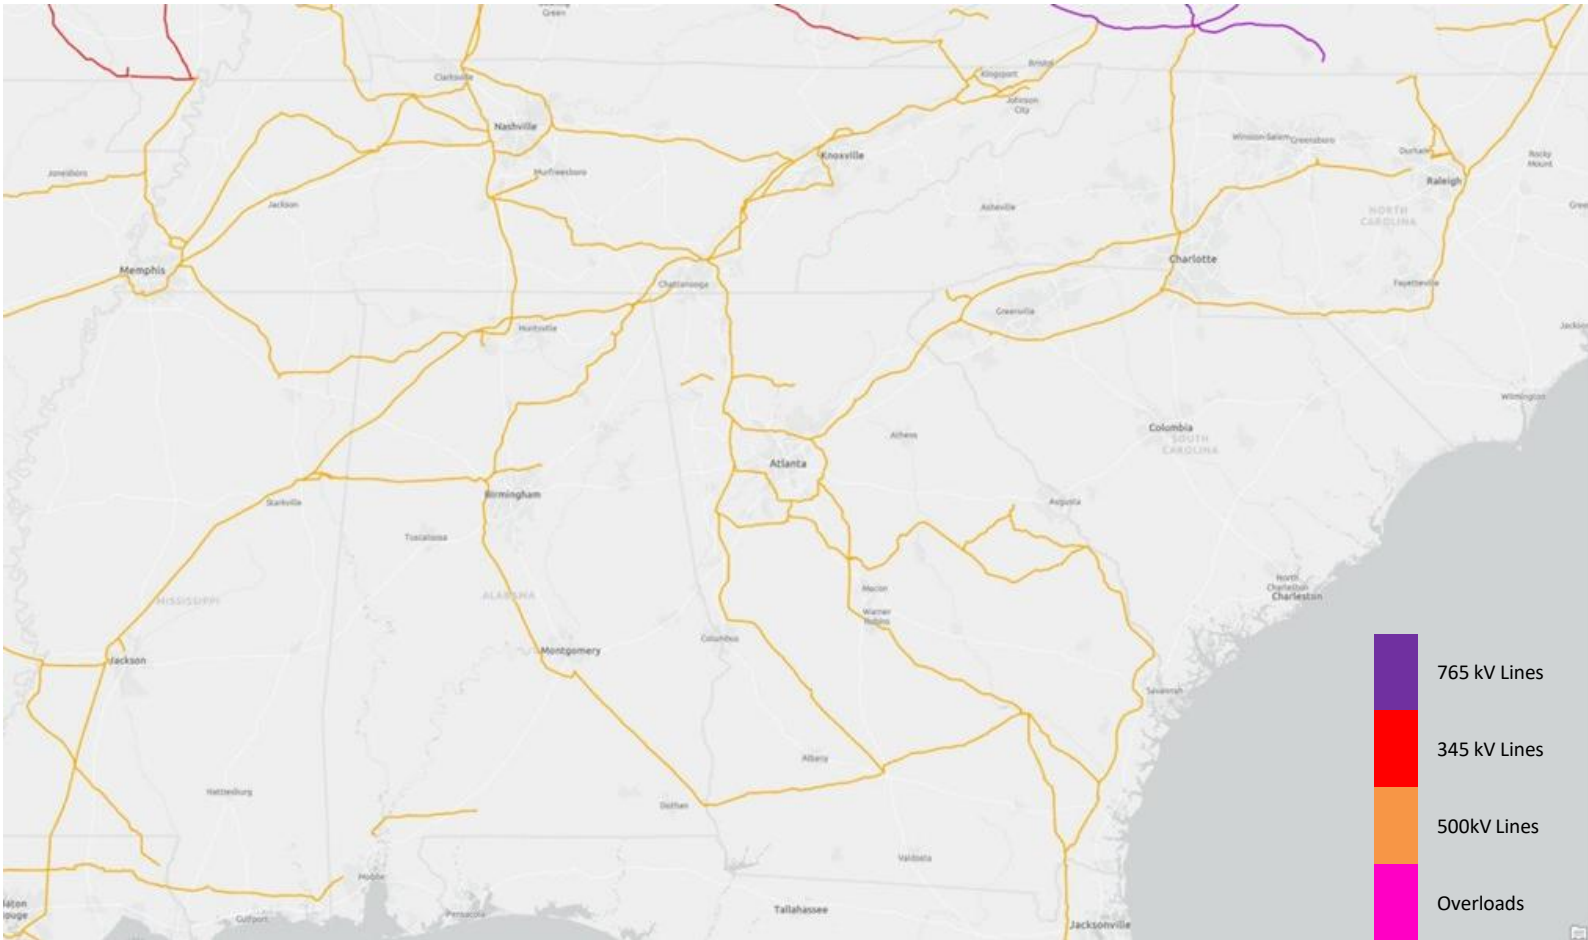 Green
Bristol
Kingsport
Clarksville
Johnson
City
Nashville
Winston-Salem
Greensboro
Durham
Knoxville
Rocky
Mount
Jonesboro
Murfreesboro
Raleigh
Jackson
Asheville
NORTH
CAROLINA
Charlotte
Memphis
Chattanooga
Fayetteville
Greenville
Huntsville
Wilmington
Columbia
SOUTH
CAROLINA
Athens
Atlanta
Birmingham
Starkville
Augusta
Tuscaloosa
North
Charleston
Charleston
MISSISSIPPI
ALABAMA
Macon
Warner
Robins
Columbus
Montgomery
Jackson
Savannah
Albany
Hattiesburg
Dothan
Valdosta
Mobile
Tallahassee
Gulfport
Pensacola
Jacksonville
765 kV Lines
345 kV Lines
500kV Lines
Overloads